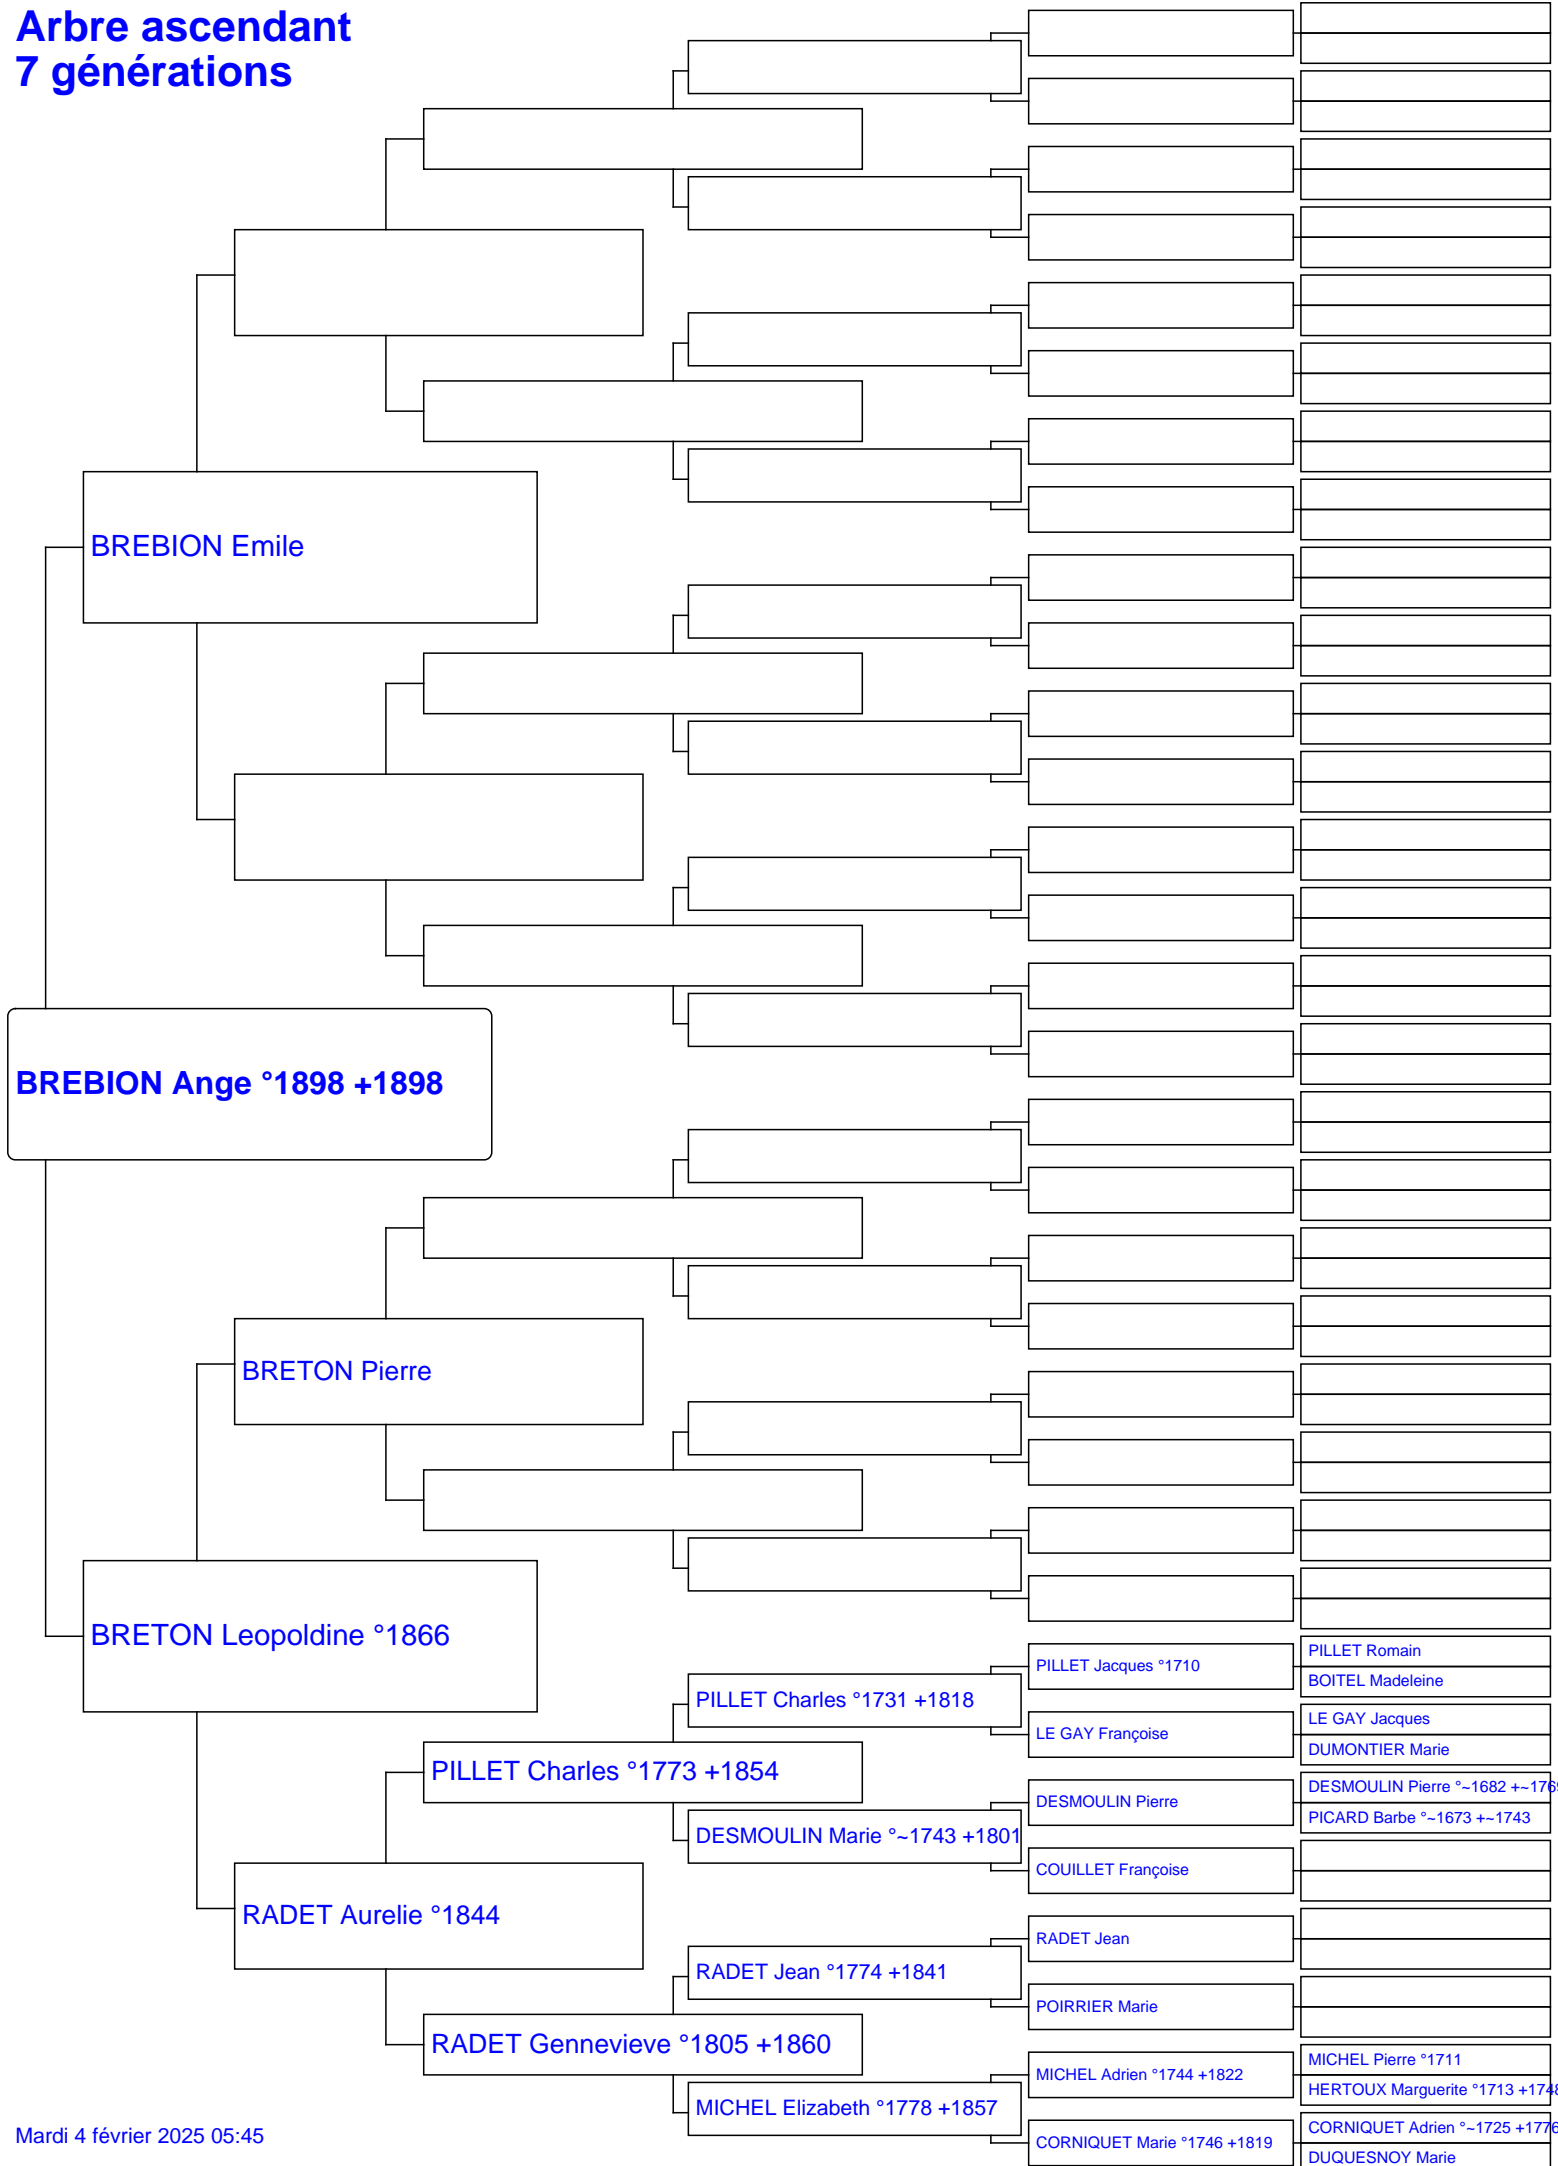 Arbre ascendant
7 générations
BREBION Emile
BREBION Ange °1898 +1898
BRETON Pierre
BRETON Leopoldine °1866
PILLET Romain
PILLET Jacques °1710
BOITEL Madeleine
PILLET Charles °1731 +1818
LE GAY Jacques
LE GAY Françoise
DUMONTIER Marie
PILLET Charles °1773 +1854
DESMOULIN Pierre °~1682 +~1769
DESMOULIN Pierre
PICARD Barbe °~1673 +~1743
DESMOULIN Marie °~1743 +1801
COUILLET Françoise
RADET Aurelie °1844
RADET Jean
RADET Jean °1774 +1841
POIRRIER Marie
RADET Gennevieve °1805 +1860
MICHEL Pierre °1711
MICHEL Adrien °1744 +1822
HERTOUX Marguerite °1713 +1748
MICHEL Elizabeth °1778 +1857
CORNIQUET Adrien °~1725 +1776
CORNIQUET Marie °1746 +1819
DUQUESNOY Marie
Mardi 4 février 2025 05:45